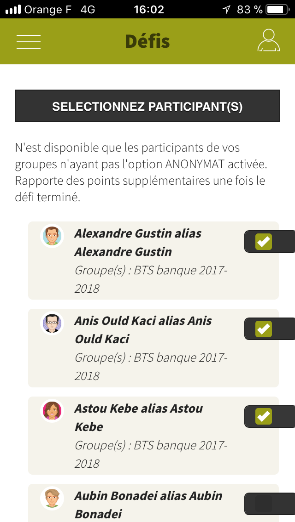 Orange F 4G 16:02 83 %
Défis
SELECTIONNEZ PARTICIPANT(S)
N'est disponible que les participants de vos
groupes n'ayant pas l'option ANONYMAT activée.
Rapporte des points supplémentaires une fois le
défi terminé.
Alexandre Gustin alias
Alexandre Gustin
Groupe(s) : BTS banque 2017-
2018
Anis Ould Kaci alias Anis
Ould Kaci
Groupe(s) : BTS banque 2017-
2018
Astou Kebe alias Astou
Kebe
Groupe(s) : BTS banque 2017-
2018
Aubin Bonadei alias Aubin
Bonadei